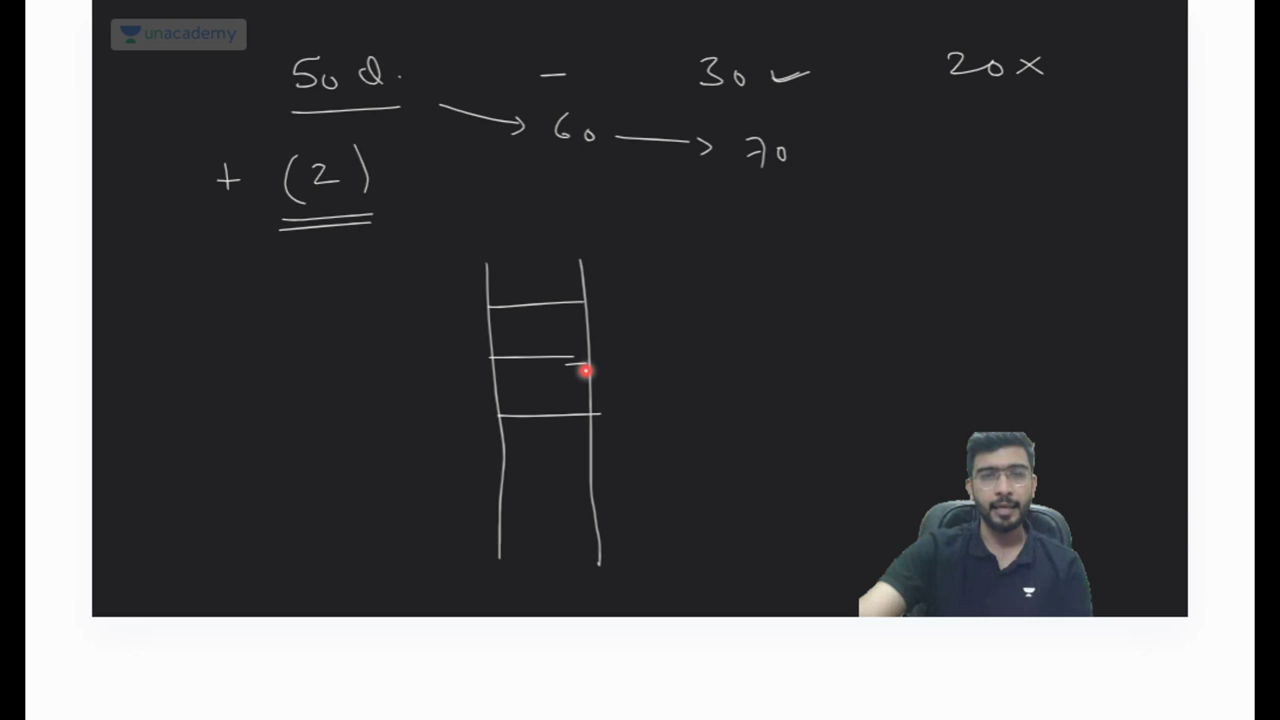 unacademy
50 d. - 30 ✓ 20 ×
→ 60 → 70
+ (2)